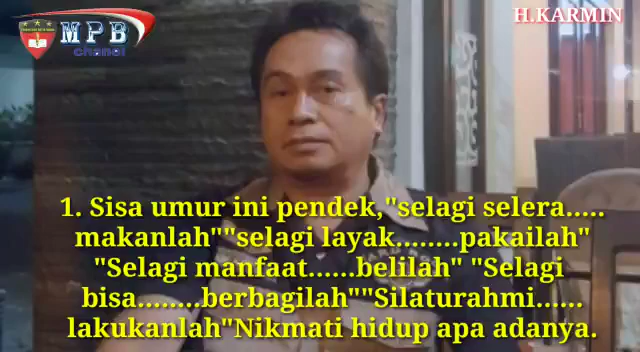 MPB
chanel
H.KARMIN
1. Sisa umur ini pendek,"selagi selera.....
makanlah""selagi layak........pakailah"
"Selagi manfaat......belilah" "Selagi
bisa........berbagilah""Silaturahmi......
lakukanlah"Nikmati hidup apa adanya.